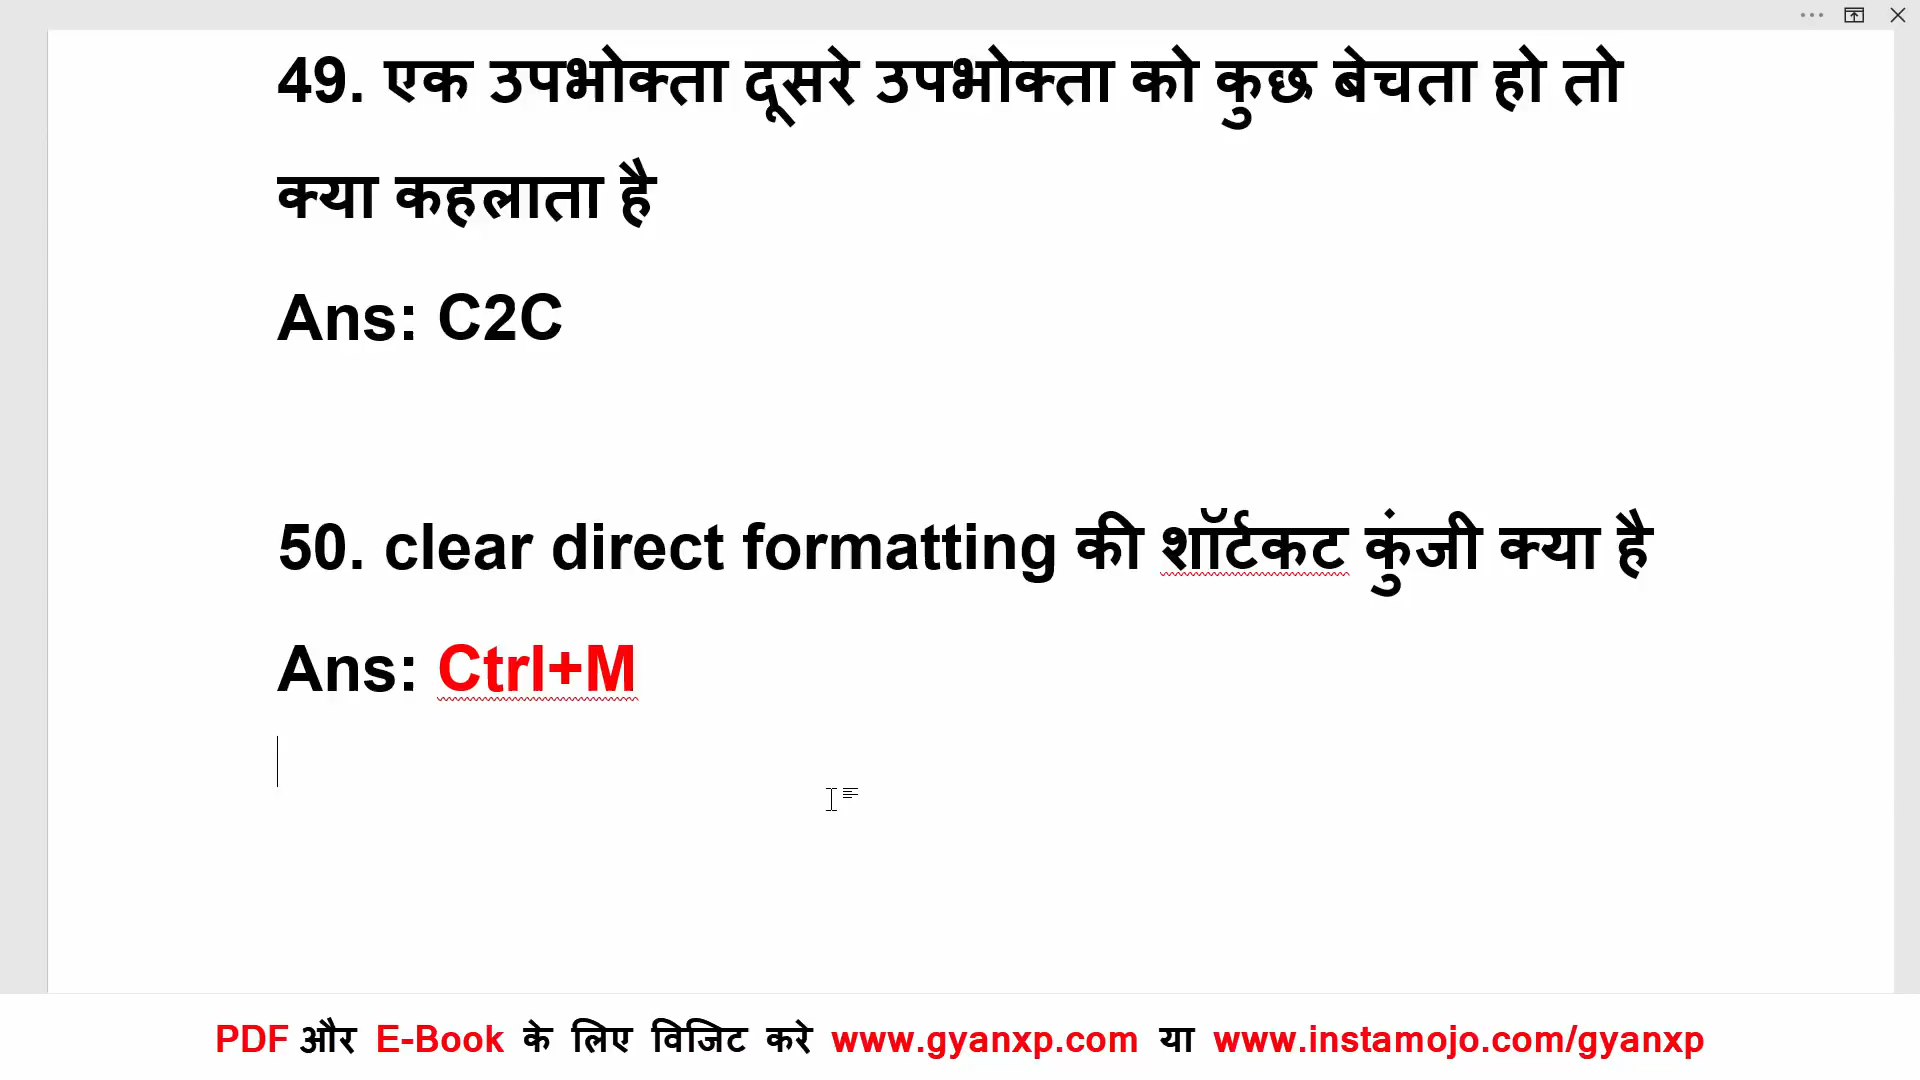 49. एक उपभोक्ता दूसरे उपभोक्ता को कुछ बेचता हो तो
क्या कहलाता है
Ans: C2C
50. clear direct formatting की शॉर्टकट कुंजी क्या है
Ans: Ctrl+M
PDF और E-Book के लिए विजिट करे www.gyanxp.com या www.instamojo.com/gyanxp